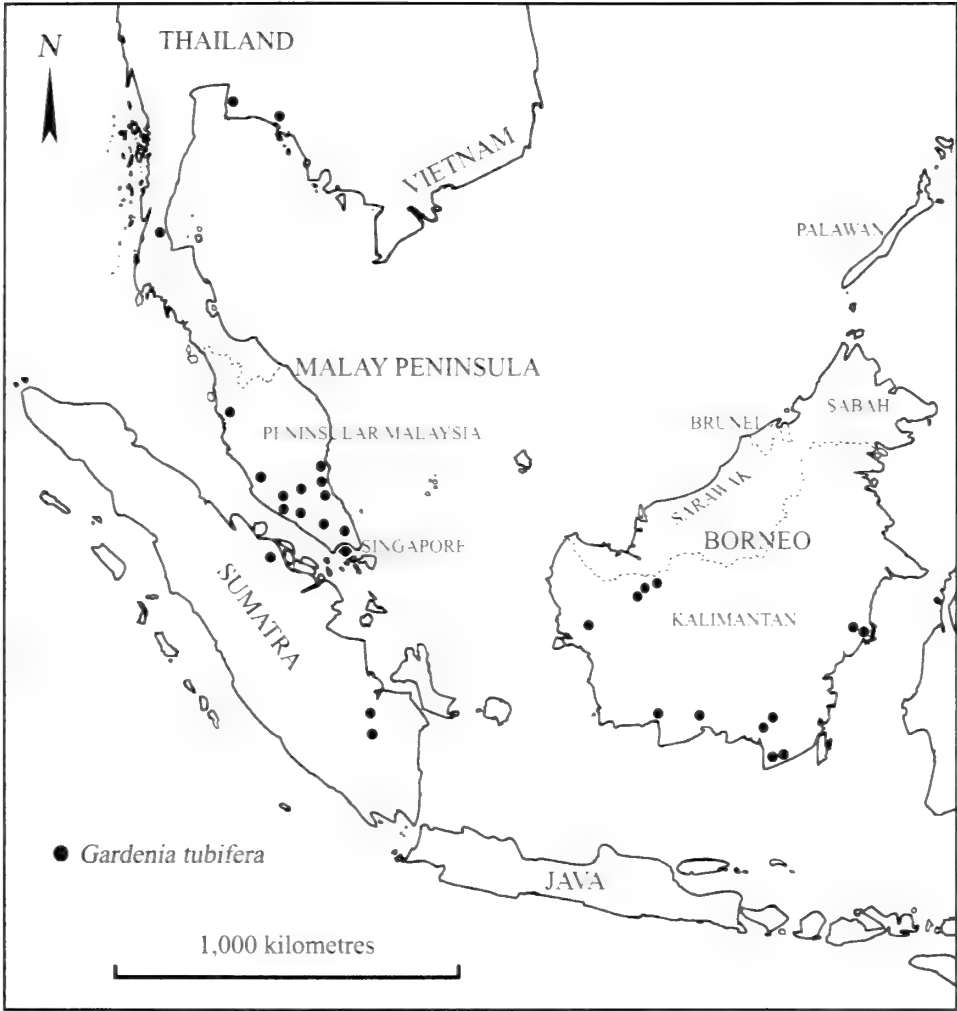 THAILAND
N
VIETNAM
PALAWAN
MALAY PENINSULA
SABAH
BRUNEI
PENINSULAR MALAYSIA
SARAWAK
BORNEO
SINGAPORE
SUMATRA
KALIMANTAN
Gardenia tubifera
JAVA
1,000 kilometres